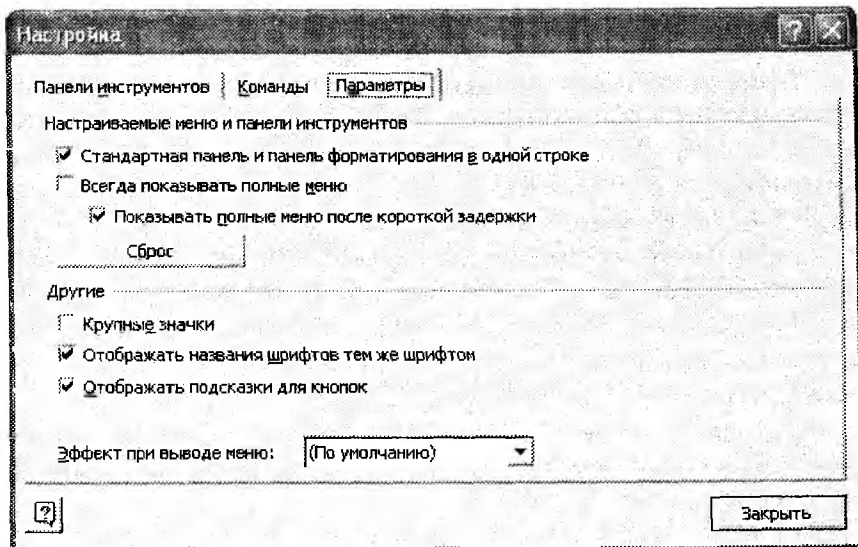 Настройка
Панели инструментов Команды Параметры
Настраиваемые меню и панели инструментов
Стандартная панель и панель форматирования в одной строке
Всегда показывать полные меню
Показывать полные меню после короткой задержки
Сброс
Другие
Крупные значки
Отображать названия шрифтов тем же шрифтом
Отображать подсказки для кнопок
Эффект при выводе меню: (По умолчанию)
Закрыть